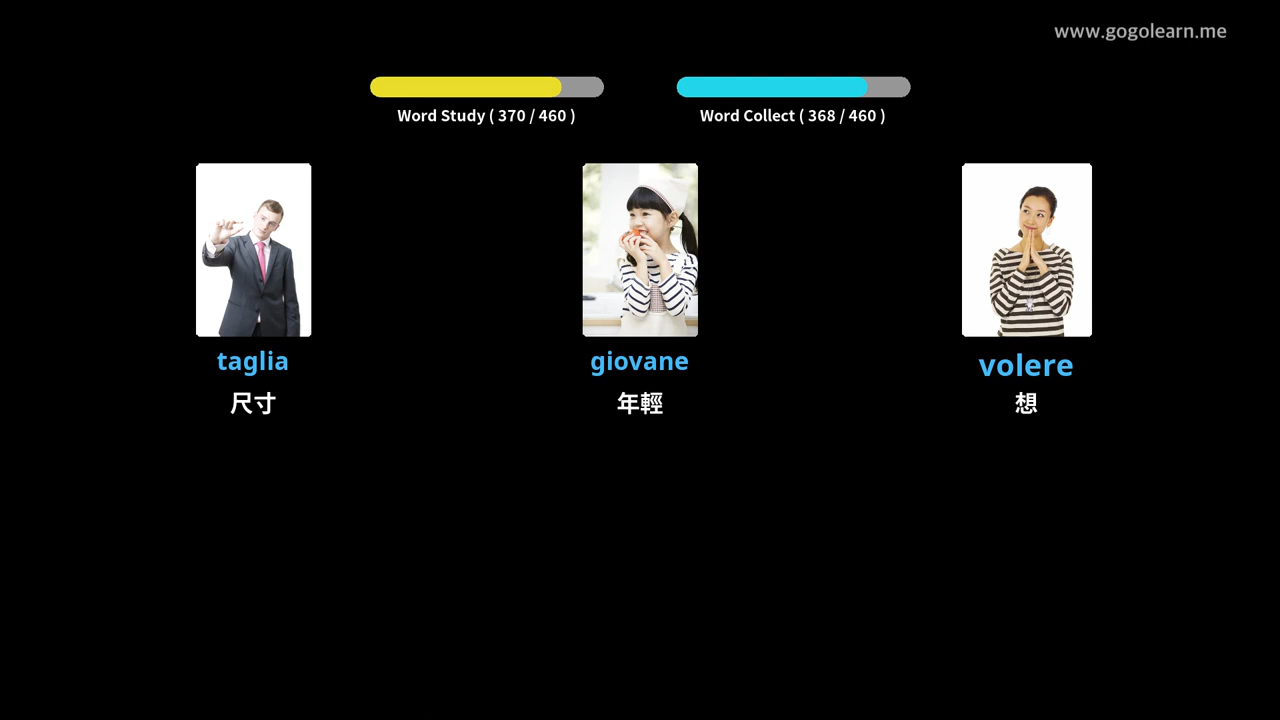 www.gogolearn.me
Word Study ( 370 / 460 )
Word Collect ( 368 / 460 )
taglia
尺寸
giovane
年輕
volere
想